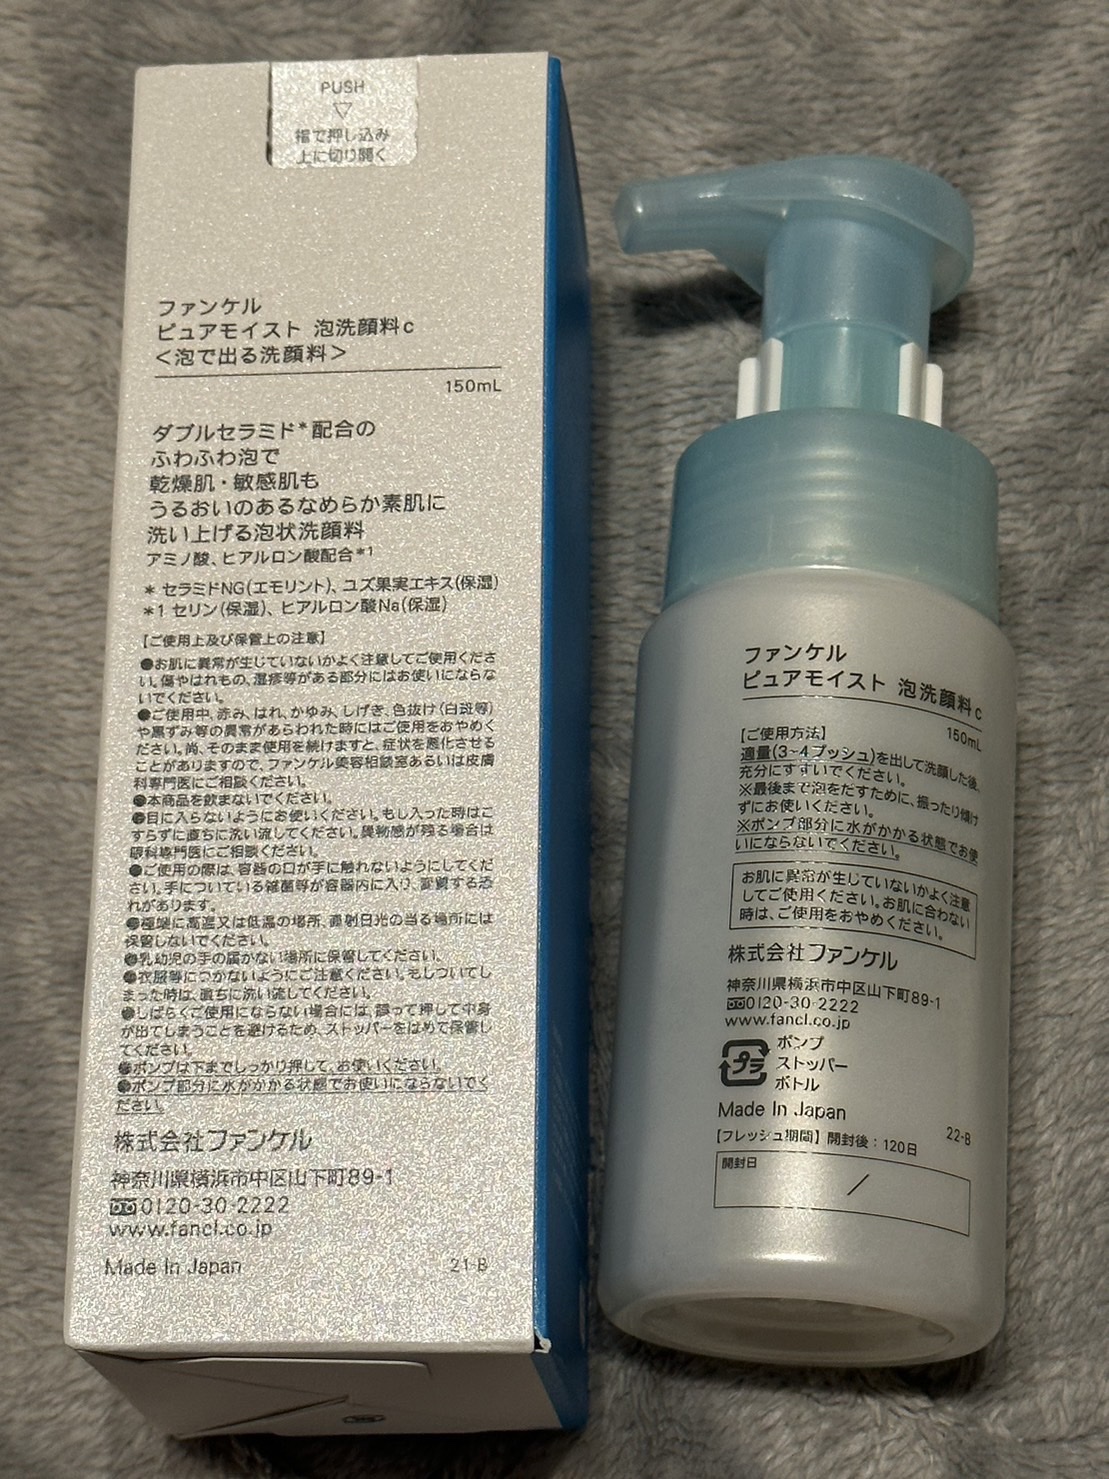 PUSH
▽
指で押し込み
上に切り開く
ファンケル
ピュアモイスト 泡洗顔料c
＜泡で出る洗顔料＞
150mL
ダブルセラミド*配合の
ふわふわ泡で
乾燥肌・敏感肌も
うるおいのあるなめらか素肌に
洗い上げる泡状洗顔料
アミノ酸、ヒアルロン酸配合*1
* セラミドNG(エモリント)、ユズ果実エキス(保湿)
*1 セリン(保湿)、ヒアルロン酸Na(保湿)
【ご使用上及び保管上の注意】
●お肌に異常が生じていないかよく注意してご使用くださ
い。傷やはれもの、湿疹等がある部分にはお使いにならな
いでください。
●ご使用中、赤み、はれ、かゆみ、しげき、色抜け(白斑等)
や黒ずみ等の異常があらわれた時にはご使用をおやめく
ださい。尚、そのまま使用を続けますと、症状を悪化させる
ことがありますので、ファンケル美容相談室あるいは皮膚
科専門医にご相談ください。
●本商品を飲まないでください。
●目に入らないようにお使いください。もし入った時はこ
すらずに直ちに洗い流してください。異物感が残る場合は
眼科専門医にご相談ください。
●ご使用の際は、容器の口が手に触れないようにしてくだ
さい。手についている雑菌等が容器内に入り、変質する恐
れがあります。
●極端に高温又は低温の場所、直射日光の当る場所には
保管しないでください。
●乳幼児の手の届かない場所に保管してください。
●衣服等につかないようにご注意ください。もしついてし
まった時は、直ちに洗い流してください。
●しばらくご使用にならない場合には、誤って押して中身
が出てしまうことを避けるため、ストッパーをはめて保管し
てください。
●ポンプは下までしっかり押して、お使いください。
●ポンプ部分に水がかかる状態でお使いにならないでく
ださい。
株式会社ファンケル
神奈川県横浜市中区山下町89-1
0120-30-2222
www.fancl.co.jp
Made In Japan
21-B
ファンケル
ピュアモイスト 泡洗顔料c
150mL
【ご使用方法】
適量(3~4プッシュ)を出して洗顔した後、
充分にすすいでください。
※最後まで泡をだすために、振ったり傾け
ずにお使いください。
※ポンプ部分に水がかかる状態でお使
いにならないでください。
お肌に異常が生じていないかよく注意
してご使用ください。お肌に合わない
時は、ご使用をおやめください。
株式会社ファンケル
神奈川県横浜市中区山下町89-1
0120-30-2222
www.fancl.co.jp
プラ
ポンプ
ストッパー
ボトル
Made In Japan
22-B
【フレッシュ期間】開封後：120日
開封日
/